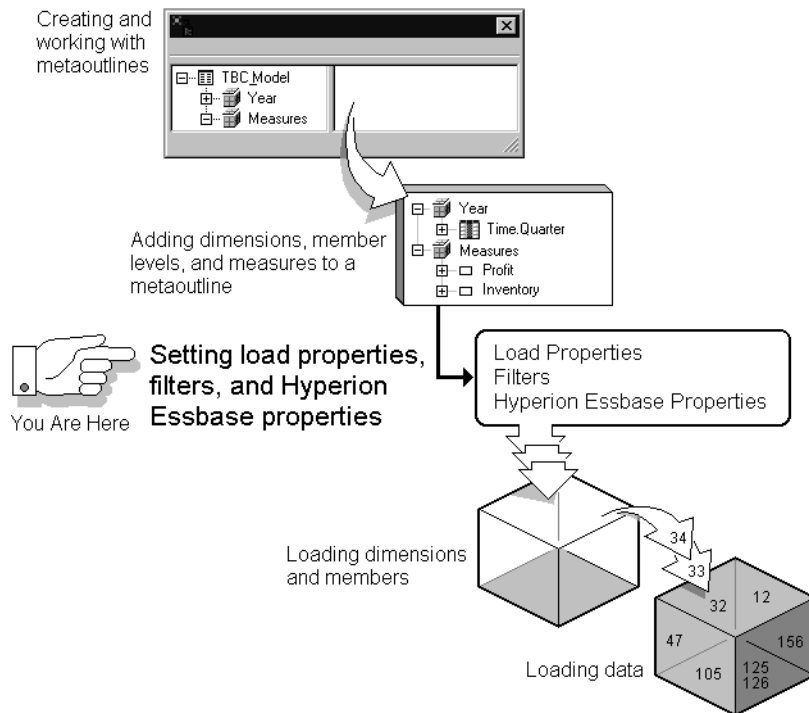 Creating and
working with
metaoutlines
TBC_Model
Year
Measures
Year
Time.Quarter
Measures
Profit
Inventory
Adding dimensions, member
levels, and measures to a
metaoutline
Setting load properties,
filters, and Hyperion
Essbase properties
You Are Here
Load Properties
Filters
Hyperion Essbase Properties
Loading dimensions
and members
34
33
32
12
47
156
105
125
126
Loading data